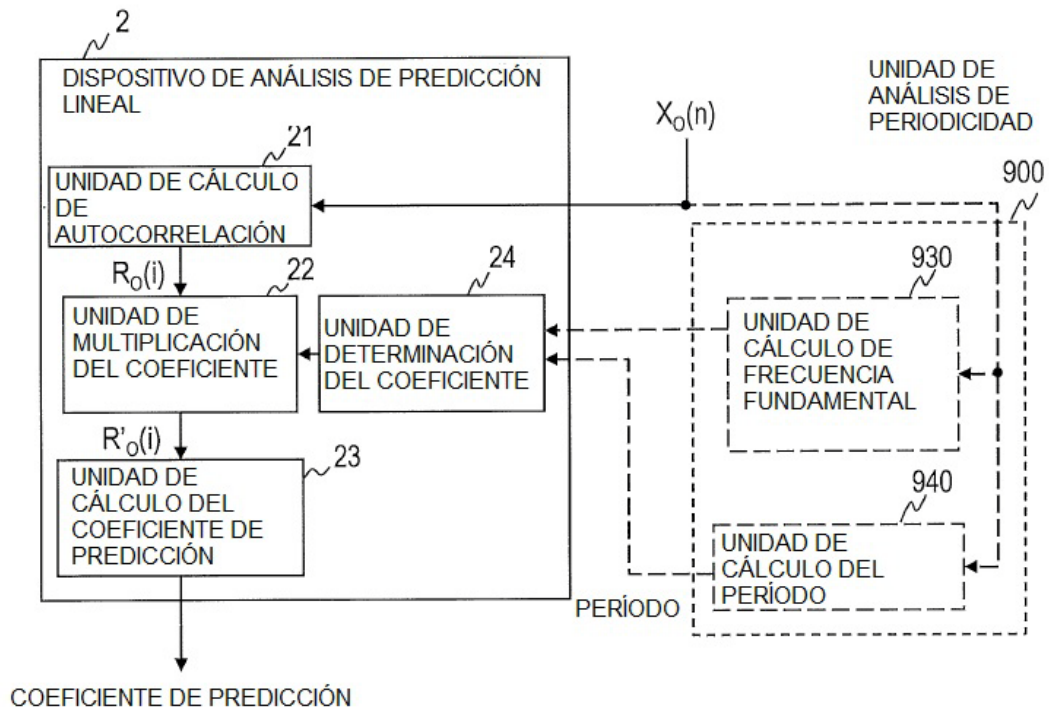 2
DISPOSITIVO DE ANÁLISIS DE PREDICCIÓN
LINEAL
UNIDAD DE
ANÁLISIS DE
PERIODICIDAD
X₀(n)
21
UNIDAD DE CÁLCULO
DE
AUTOCORRELACIÓN
900
R₀(i)
22
UNIDAD DE
MULTIPLICACIÓN
DEL COEFICIENTE
24
UNIDAD DE
DETERMINACIÓN
DEL COEFICIENTE
930
UNIDAD DE
CÁLCULO DE
FRECUENCIA
FUNDAMENTAL
R'₀(i)
23
UNIDAD DE
CÁLCULO DEL
COEFICIENTE DE
PREDICCIÓN
940
UNIDAD DE
CÁLCULO DEL
PERÍODO
PERÍODO
COEFICIENTE DE PREDICCIÓN